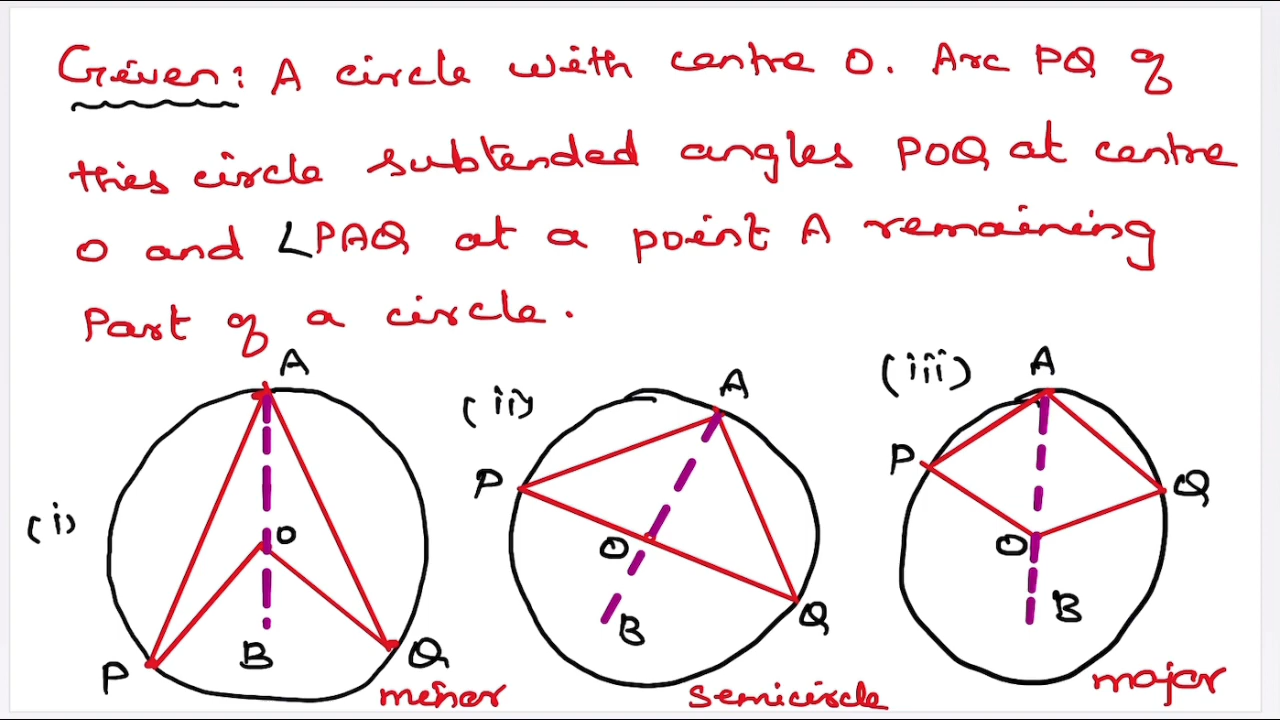 Given: A circle with centre O. Arc PQ of
this circle subtended angles POQ at centre
O and ∠PAQ at a point A remaining
Part of a circle.
A
(ii)
A
(iii)
A
P
P
Q
(i)
O
O
O
B
B
Q
B
P
Q
minor
semicircle
major